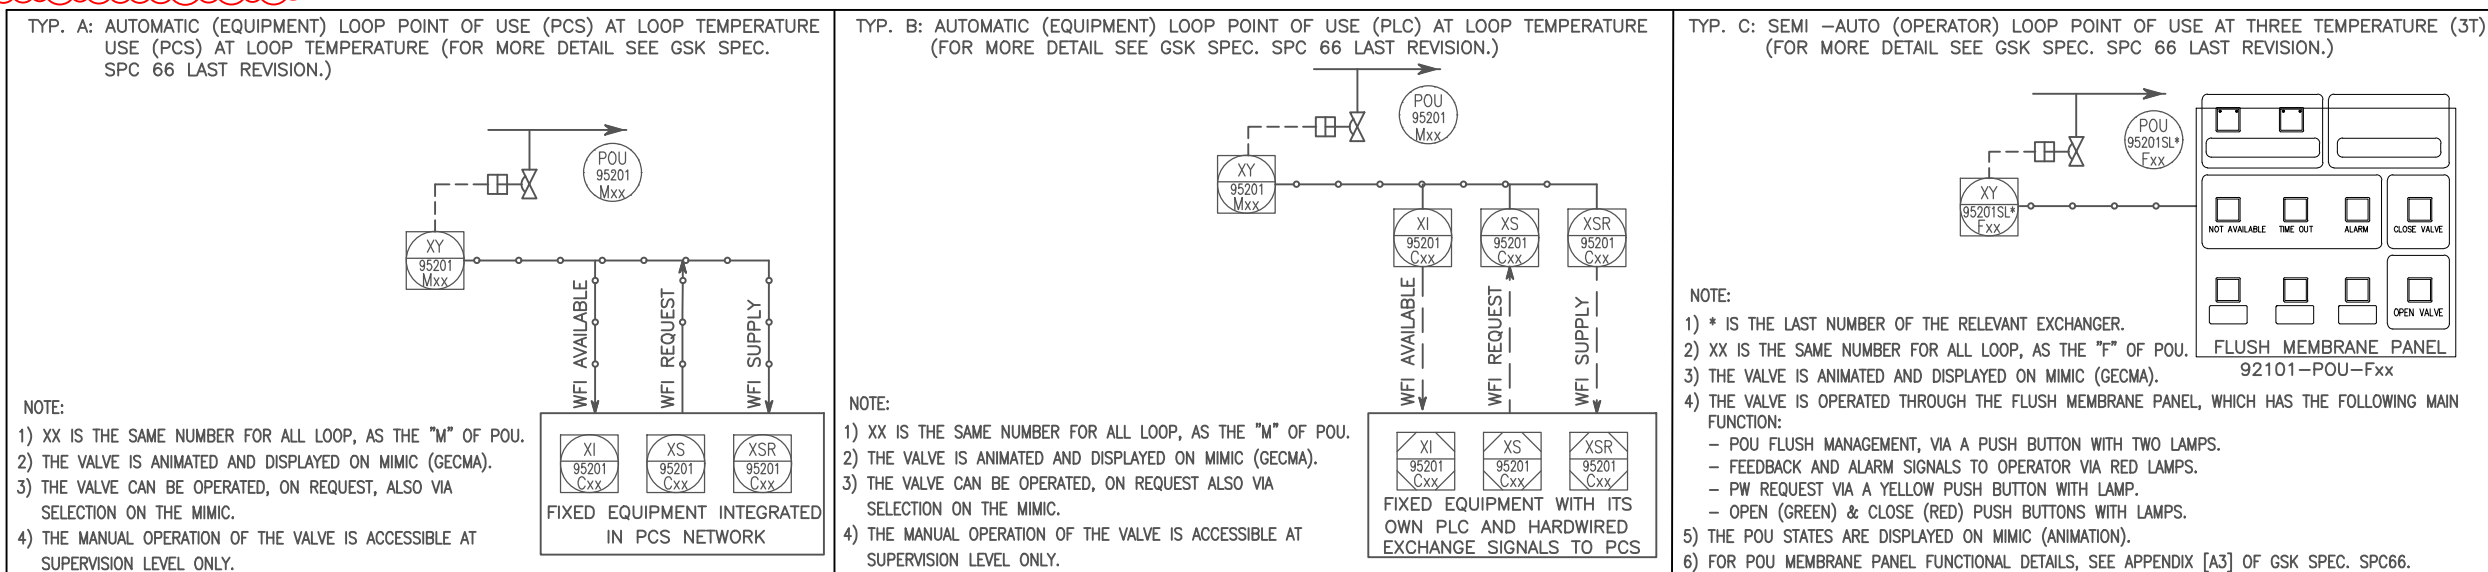 TYP. A: AUTOMATIC (EQUIPMENT) LOOP POINT OF USE (PCS) AT LOOP TEMPERATURE
USE (PCS) AT LOOP TEMPERATURE (FOR MORE DETAIL SEE GSK SPEC.
SPC 66 LAST REVISION.)
POU
95201
Mxx
XY
95201
Mxx
WFI AVAILABLE
WFI REQUEST
WFI SUPPLY
NOTE:
1) XX IS THE SAME NUMBER FOR ALL LOOP, AS THE "M" OF POU.
2) THE VALVE IS ANIMATED AND DISPLAYED ON MIMIC (GECMA).
3) THE VALVE CAN BE OPERATED, ON REQUEST, ALSO VIA
SELECTION ON THE MIMIC.
4) THE MANUAL OPERATION OF THE VALVE IS ACCESSIBLE AT
SUPERVISION LEVEL ONLY.
XI
95201
Cxx
XS
95201
Cxx
XSR
95201
Cxx
FIXED EQUIPMENT INTEGRATED
IN PCS NETWORK
TYP. B: AUTOMATIC (EQUIPMENT) LOOP POINT OF USE (PLC) AT LOOP TEMPERATURE
(FOR MORE DETAIL SEE GSK SPEC. SPC 66 LAST REVISION.)
POU
95201
Mxx
XY
95201
Mxx
XI
95201
Cxx
XS
95201
Cxx
XSR
95201
Cxx
WFI AVAILABLE
WFI REQUEST
WFI SUPPLY
NOTE:
1) XX IS THE SAME NUMBER FOR ALL LOOP, AS THE "M" OF POU.
2) THE VALVE IS ANIMATED AND DISPLAYED ON MIMIC (GECMA).
3) THE VALVE CAN BE OPERATED, ON REQUEST ALSO VIA
SELECTION ON THE MIMIC.
4) THE MANUAL OPERATION OF THE VALVE IS ACCESSIBLE AT
SUPERVISION LEVEL ONLY.
XI
95201
Cxx
XS
95201
Cxx
XSR
95201
Cxx
FIXED EQUIPMENT WITH ITS
OWN PLC AND HARDWIRED
EXCHANGE SIGNALS TO PCS
TYP. C: SEMI -AUTO (OPERATOR) LOOP POINT OF USE AT THREE TEMPERATURE (3T)
(FOR MORE DETAIL SEE GSK SPEC. SPC 66 LAST REVISION.)
POU
95201SL*
Fxx
XY
95201SL*
Fxx
NOT AVAILABLE
TIME OUT
ALARM
CLOSE VALVE
OPEN VALVE
FLUSH MEMBRANE PANEL
92101-POU-Fxx
NOTE:
1) * IS THE LAST NUMBER OF THE RELEVANT EXCHANGER.
2) XX IS THE SAME NUMBER FOR ALL LOOP, AS THE "F" OF POU.
3) THE VALVE IS ANIMATED AND DISPLAYED ON MIMIC (GECMA).
4) THE VALVE IS OPERATED THROUGH THE FLUSH MEMBRANE PANEL, WHICH HAS THE FOLLOWING MAIN
FUNCTION:
- POU FLUSH MANAGEMENT, VIA A PUSH BUTTON WITH TWO LAMPS.
- FEEDBACK AND ALARM SIGNALS TO OPERATOR VIA RED LAMPS.
- PW REQUEST VIA A YELLOW PUSH BUTTON WITH LAMP.
- OPEN (GREEN) & CLOSE (RED) PUSH BUTTONS WITH LAMPS.
5) THE POU STATES ARE DISPLAYED ON MIMIC (ANIMATION).
6) FOR POU MEMBRANE PANEL FUNCTIONAL DETAILS, SEE APPENDIX [A3] OF GSK SPEC. SPC66.